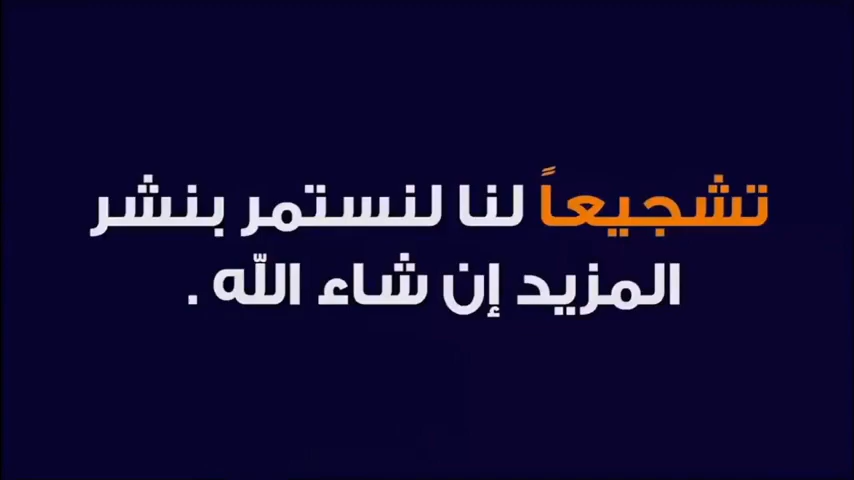 تشجيعاً لنا لنستمر بنشر
المزيد إن شاء الله .